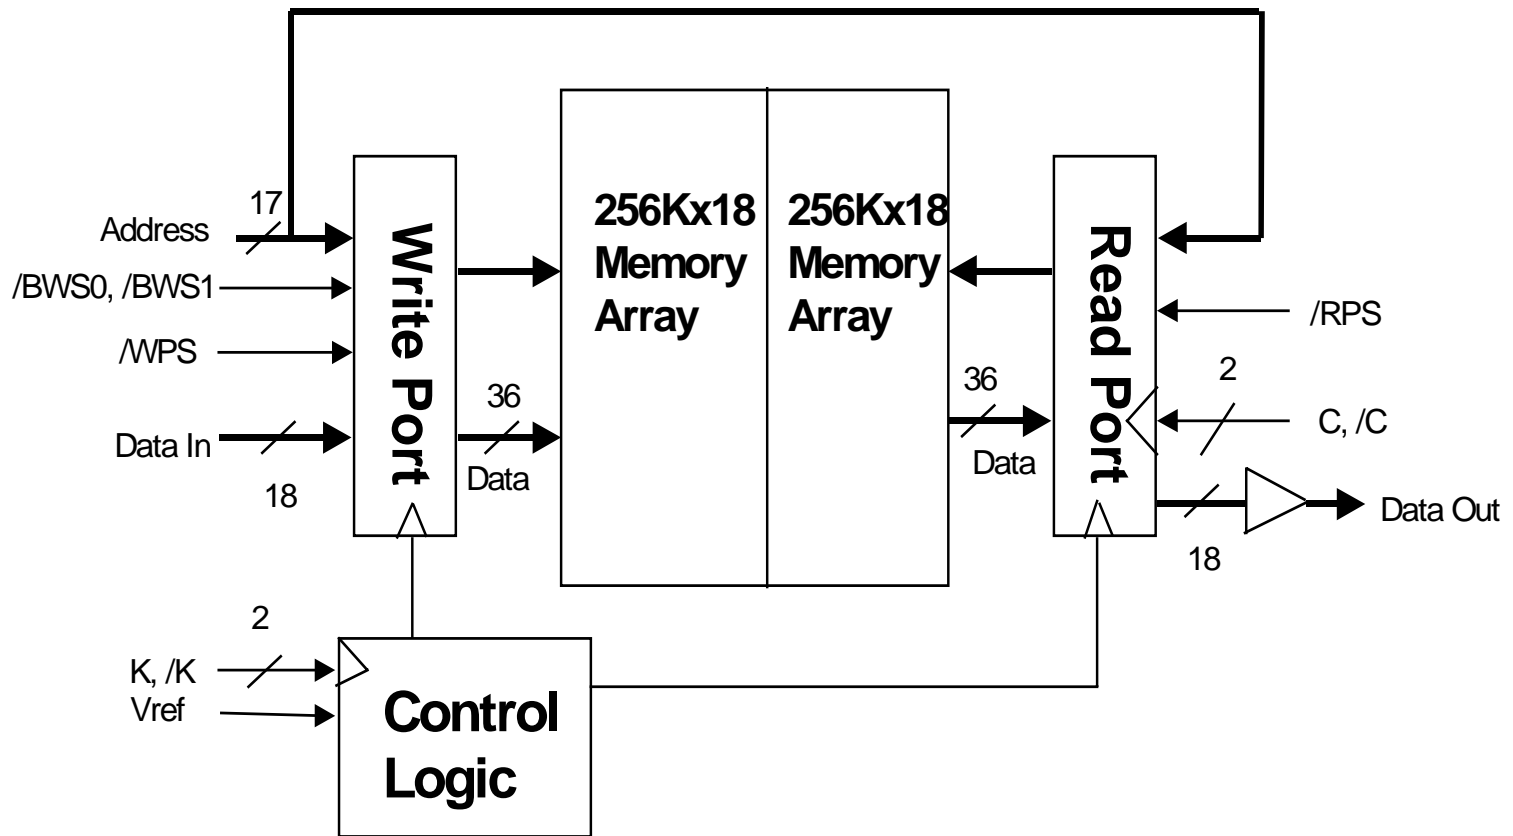 17
Address
/BWS0, /BWS1
/WPS
Data In
18
Write Port
36
Data
256Kx18
Memory
Array
256Kx18
Memory
Array
36
Data
Read Port
/RPS
2
C, /C
18
Data Out
2
K, /K
Vref
Control
Logic